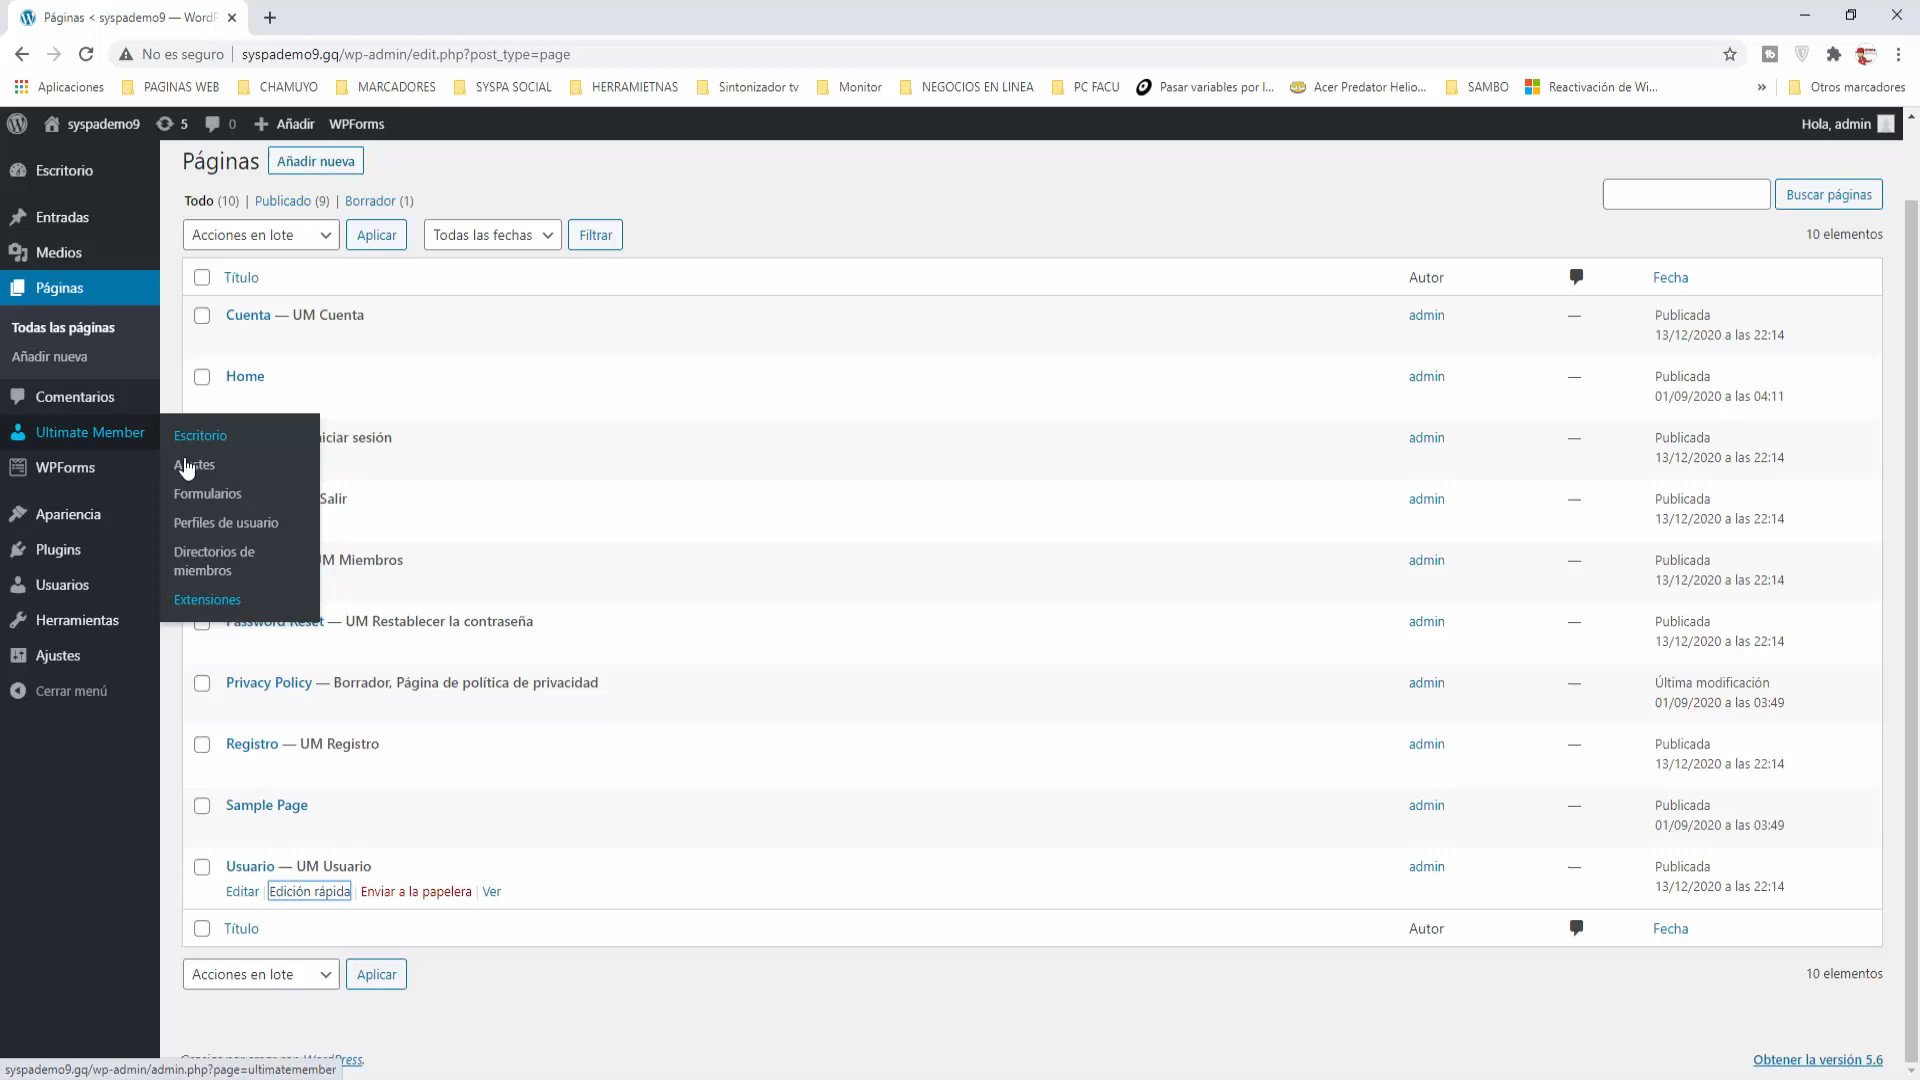 Páginas < syspademo9 — WordP
No es seguro
syspademo9.gq/wp-admin/edit.php?post_type=page
Aplicaciones
PAGINAS WEB
CHAMUYO
MARCADORES
SYSPA SOCIAL
HERRAMIETNAS
Sintonizador tv
Monitor
NEGOCIOS EN LINEA
PC FACU
Pasar variables por l...
Acer Predator Helio...
SAMBO
Reactivación de Wi...
»
Otros marcadores
syspademo9
5
0
Añadir
WPForms
Hola, admin
Escritorio
Entradas
Medios
Páginas
Todas las páginas
Añadir nueva
Comentarios
Ultimate Member
WPForms
Apariencia
Plugins
Usuarios
Herramientas
Ajustes
Cerrar menú
Escritorio
Ajustes
Formularios
Perfiles de usuario
Directorios de
miembros
Extensiones
Páginas
Añadir nueva
Todo (10) | Publicado (9) | Borrador (1)
Buscar páginas
Acciones en lote
Aplicar
Todas las fechas
Filtrar
10 elementos
Título
Autor
Fecha
Cuenta — UM Cuenta
admin
—
Publicada
13/12/2020 a las 22:14
Home
admin
—
Publicada
01/09/2020 a las 04:11
iciar sesión
admin
—
Publicada
13/12/2020 a las 22:14
Salir
admin
—
Publicada
13/12/2020 a las 22:14
UM Miembros
admin
—
Publicada
13/12/2020 a las 22:14
Password Reset — UM Restablecer la contraseña
admin
—
Publicada
13/12/2020 a las 22:14
Privacy Policy — Borrador, Página de política de privacidad
admin
—
Última modificación
01/09/2020 a las 03:49
Registro — UM Registro
admin
—
Publicada
13/12/2020 a las 22:14
Sample Page
admin
—
Publicada
01/09/2020 a las 03:49
Usuario — UM Usuario
admin
—
Publicada
13/12/2020 a las 22:14
Editar | Edición rápida | Enviar a la papelera | Ver
Título
Autor
Fecha
Acciones en lote
Aplicar
10 elementos
WordPress.
Obtener la versión 5.6
syspademo9.gq/wp-admin/admin.php?page=ultimatemember